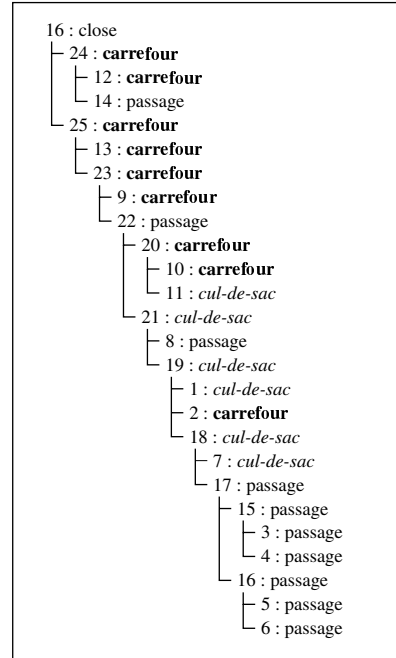 16 : close
24 : carrefour
12 : carrefour
14 : passage
25 : carrefour
13 : carrefour
23 : carrefour
9 : carrefour
22 : passage
20 : carrefour
10 : carrefour
11 : cul-de-sac
21 : cul-de-sac
8 : passage
19 : cul-de-sac
1 : cul-de-sac
2 : carrefour
18 : cul-de-sac
7 : cul-de-sac
17 : passage
15 : passage
3 : passage
4 : passage
16 : passage
5 : passage
6 : passage